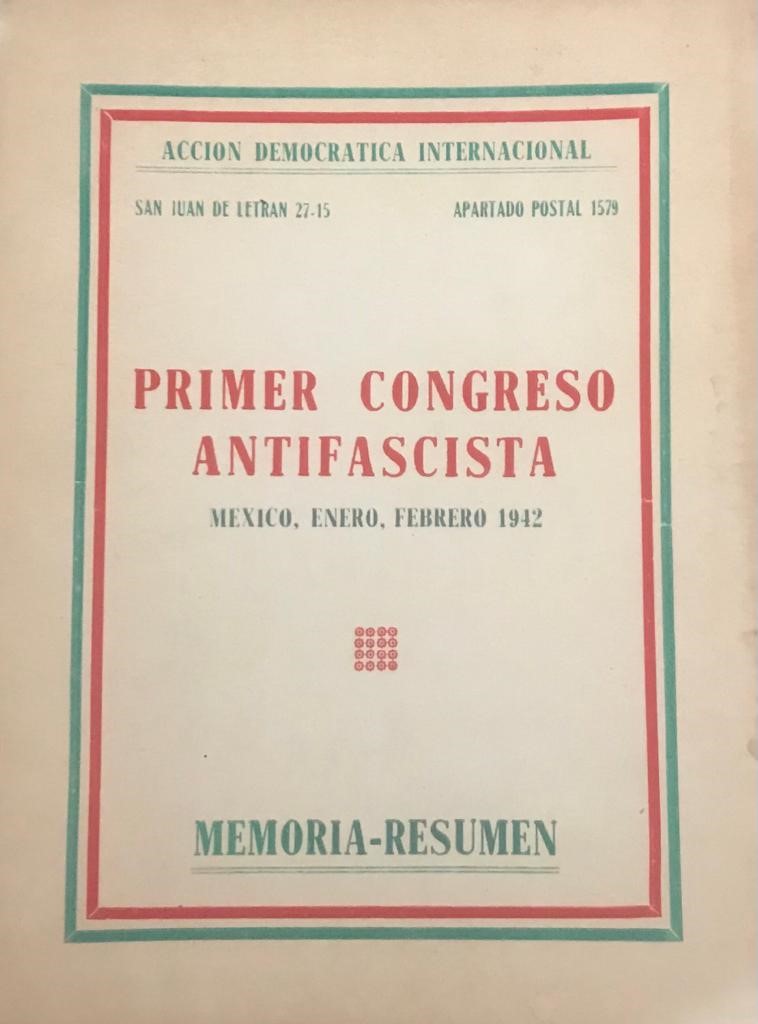 ACCION DEMOCRATICA INTERNACIONAL
SAN JUAN DE LETRAN 27-15 APARTADO POSTAL 1579
PRIMER CONGRESO
ANTIFASCISTA
MEXICO, ENERO, FEBRERO 1942
MEMORIA-RESUMEN